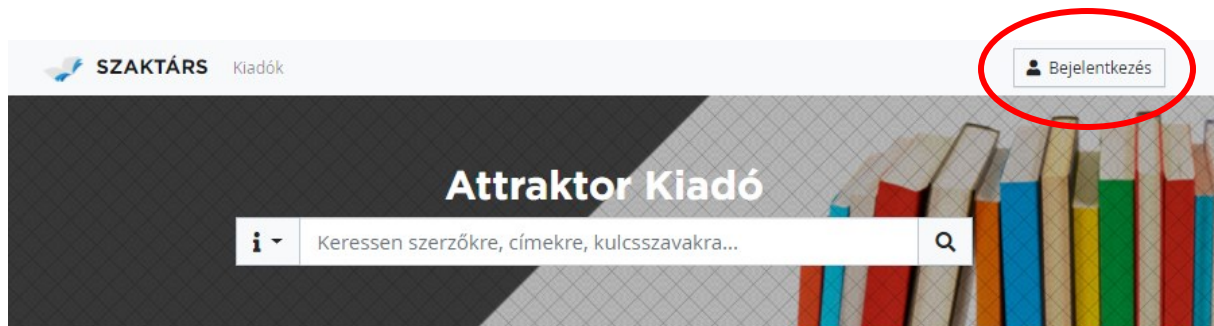 SZAKTÁRS Kiadók Bejelentkezés
Attraktor Kiadó
Keressen szerzőkre, címekre, kulcsszavakra...